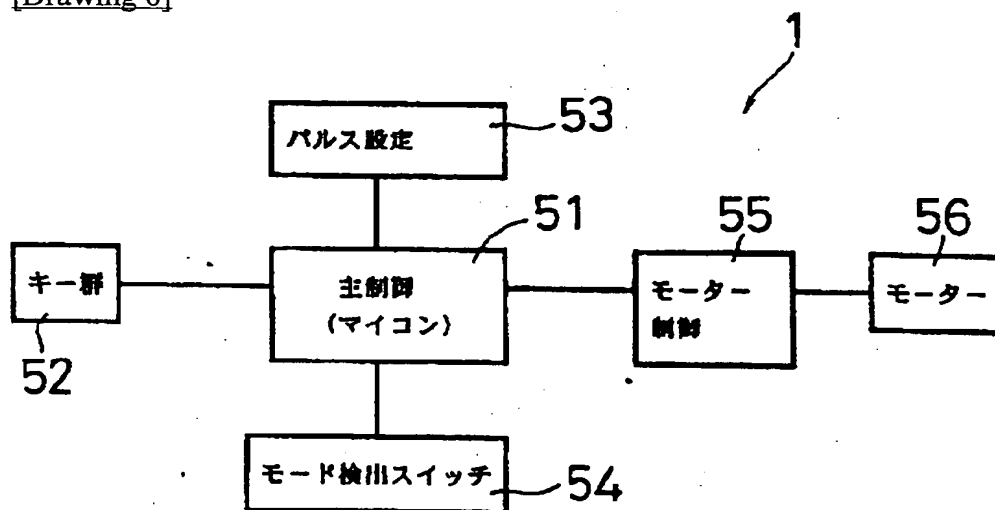 [Drawing 6]
1
パルス設定
53
51
55
56
キー群
主制御
(マイコン)
モーター
制御
モーター
52
モード検出スイッチ
54